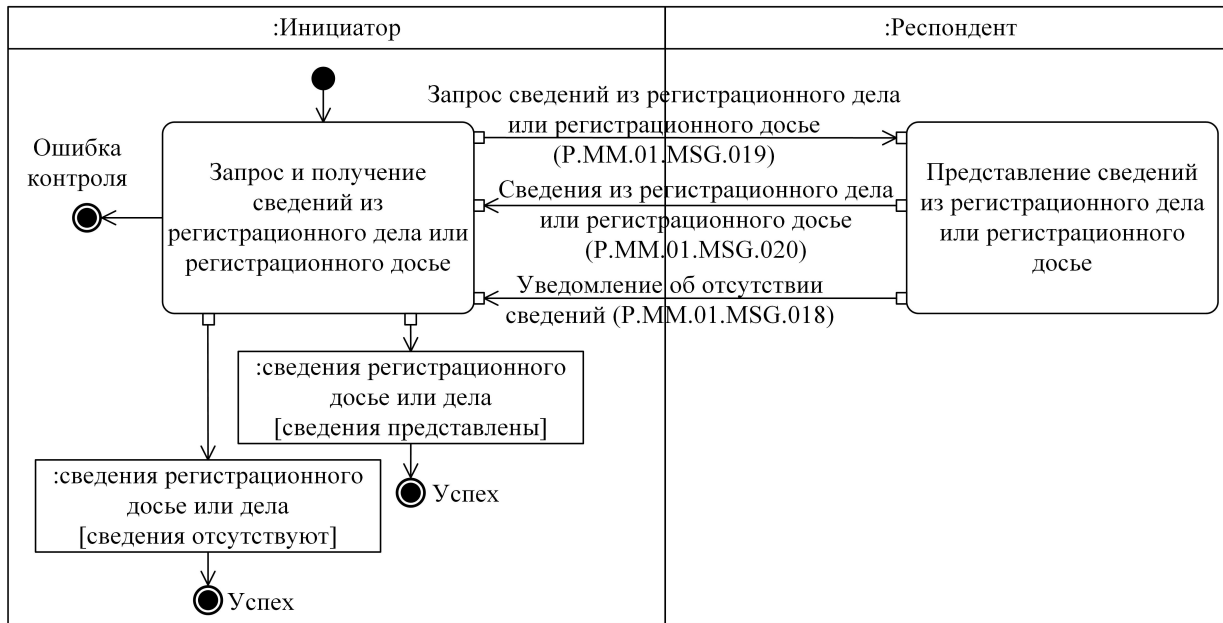 :Инициатор
:Респондент
Запрос сведений из регистрационного дела
или регистрационного досье
(P.MM.01.MSG.019)
Ошибка
контроля
Запрос и получение
сведений из
регистрационного дела или
регистрационного досье
Сведения из регистрационного дела
или регистрационного досье
(P.MM.01.MSG.020)
Представление сведений
из регистрационного дела
или регистрационного
досье
Уведомление об отсутствии
сведений (P.MM.01.MSG.018)
:сведения регистрационного
досье или дела
[сведения представлены]
Успех
:сведения регистрационного
досье или дела
[сведения отсутствуют]
Успех